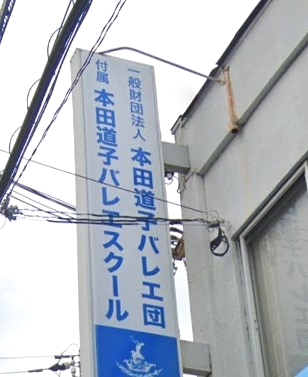 一般財団法人 本田道子バレエ団
付属 本田道子バレエスクール